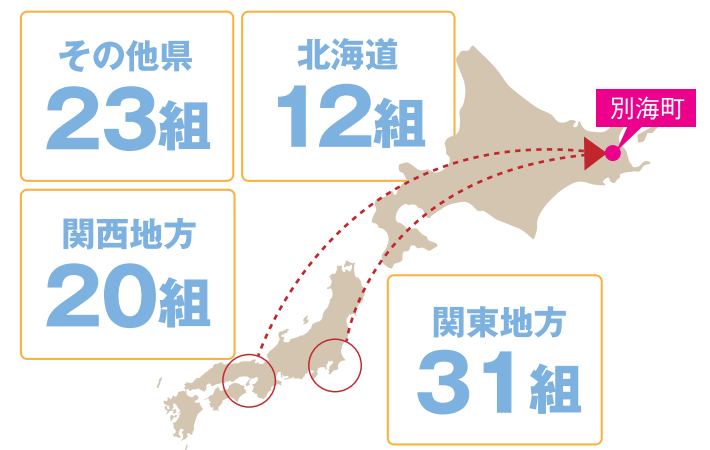 その他県
23組
北海道
12組
別海町
関西地方
20組
関東地方
31組